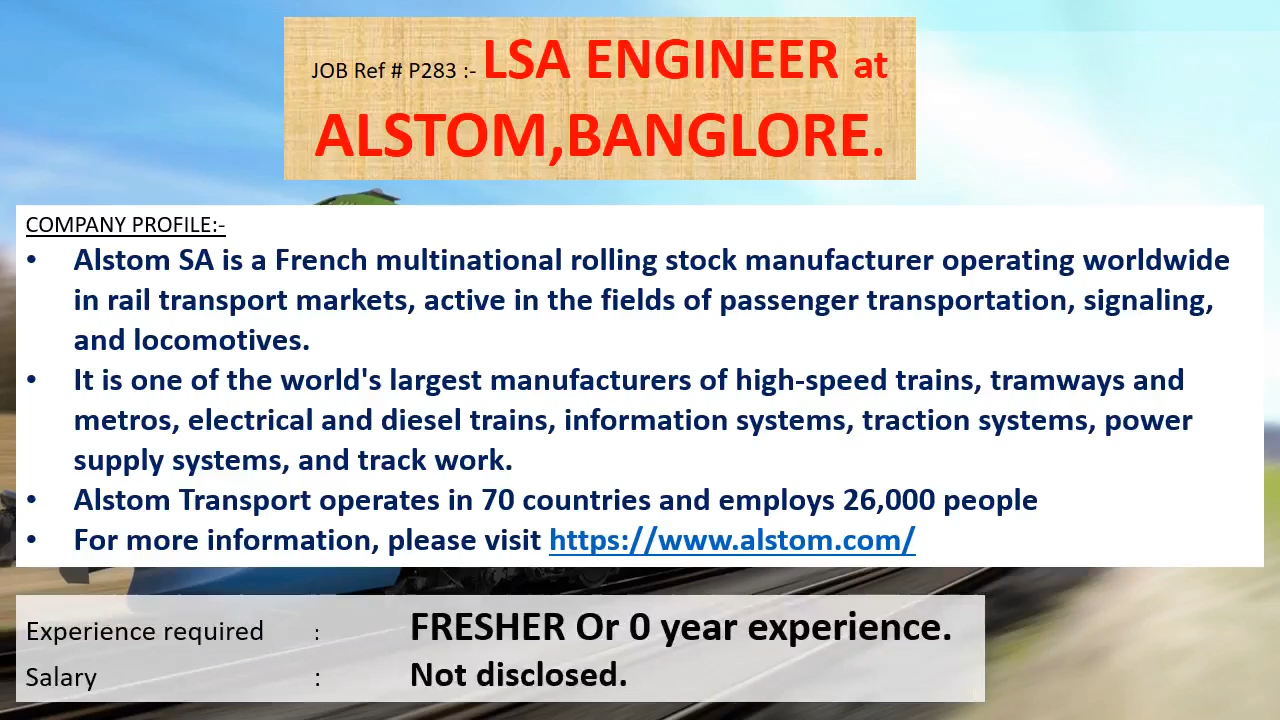 JOB Ref # P283 :- LSA ENGINEER at
ALSTOM,BANGLORE.
COMPANY PROFILE:-
• Alstom SA is a French multinational rolling stock manufacturer operating worldwide
in rail transport markets, active in the fields of passenger transportation, signaling,
and locomotives.
• It is one of the world's largest manufacturers of high-speed trains, tramways and
metros, electrical and diesel trains, information systems, traction systems, power
supply systems, and track work.
• Alstom Transport operates in 70 countries and employs 26,000 people
• For more information, please visit https://www.alstom.com/
Experience required : FRESHER Or 0 year experience.
Salary : Not disclosed.